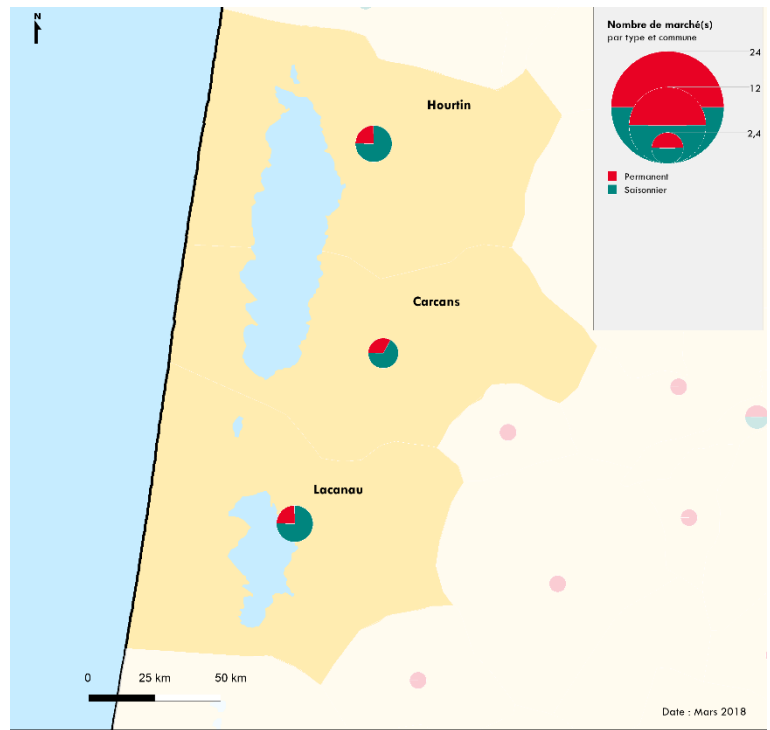 N
Nombre de marché(s)
par type et commune
24
12
2,4
Permanent
Saisonnier
Hourtin
Carcans
Lacanau
0 25 km 50 km
Date : Mars 2018